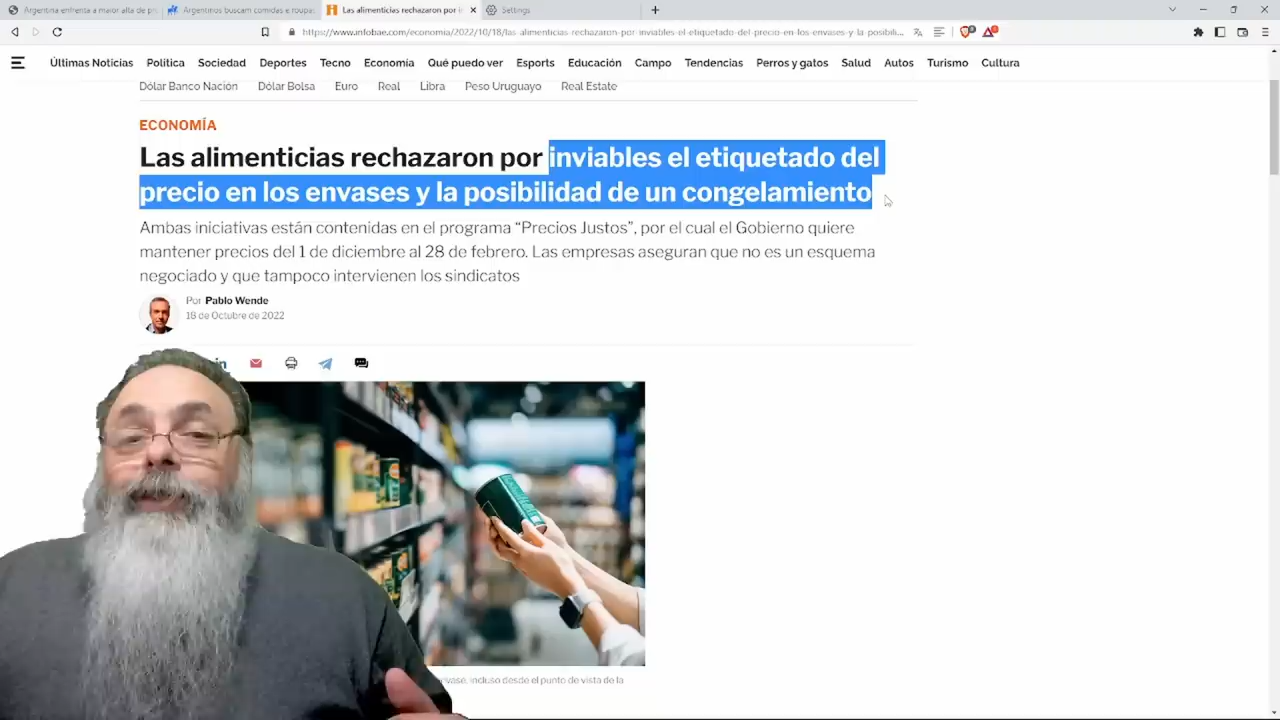 Argentina enfrenta a maior alta de pr
Argentinos buscam comidas e roupas
Las alimenticias rechazaron por i
Settings
https://www.infobae.com/economia/2022/10/18/las-alimenticias-rechazaron-por-inviables-el-etiquetado-del-precio-en-los-envases-y-la-posibili...
Últimas Noticias Política Sociedad Deportes Tecno Economía Qué puedo ver Esports Educación Campo Tendencias Perros y gatos Salud Autos Turismo Cultura
Dólar Banco Nación Dólar Bolsa Euro Real Libra Peso Uruguayo Real Estate
ECONOMÍA
Las alimenticias rechazaron por inviables el etiquetado del
precio en los envases y la posibilidad de un congelamiento
Ambas iniciativas están contenidas en el programa “Precios Justos”, por el cual el Gobierno quiere
mantener precios del 1 de diciembre al 28 de febrero. Las empresas aseguran que no es un esquema
negociado y que tampoco intervienen los sindicatos
Por Pablo Wende
18 de Octubre de 2022
in
envase, incluso desde el punto de vista de la